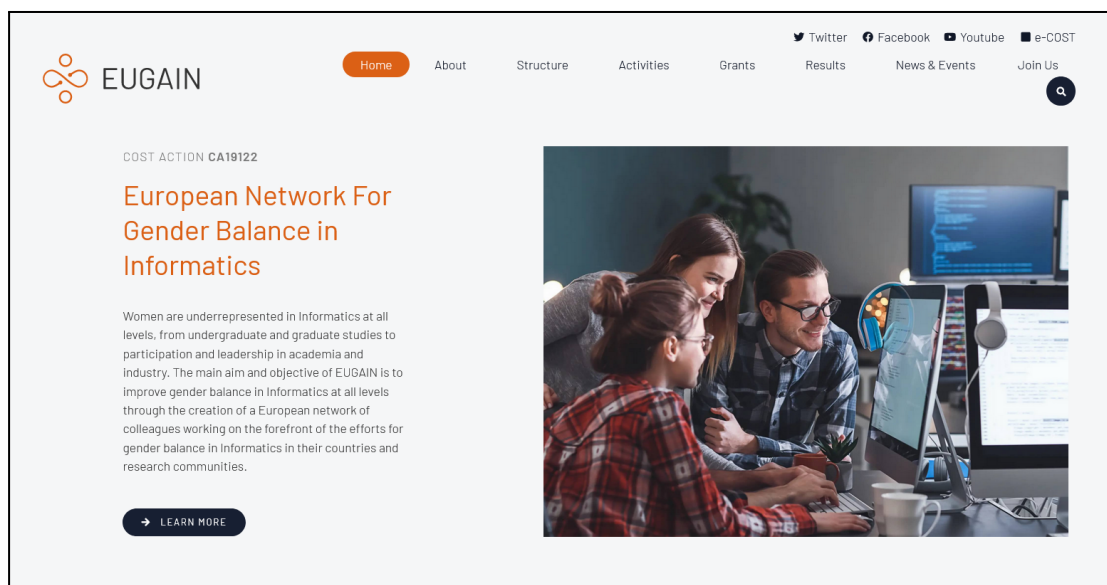 Twitter Facebook Youtube e-COST
EUGAIN
Home About Structure Activities Grants Results News & Events Join Us
COST ACTION CA19122
European Network For
Gender Balance in
Informatics
Women are underrepresented in Informatics at all
levels, from undergraduate and graduate studies to
participation and leadership in academia and
industry. The main aim and objective of EUGAIN is to
improve gender balance in Informatics at all levels
through the creation of a European network of
colleagues working on the forefront of the efforts for
gender balance in Informatics in their countries and
research communities.
LEARN MORE